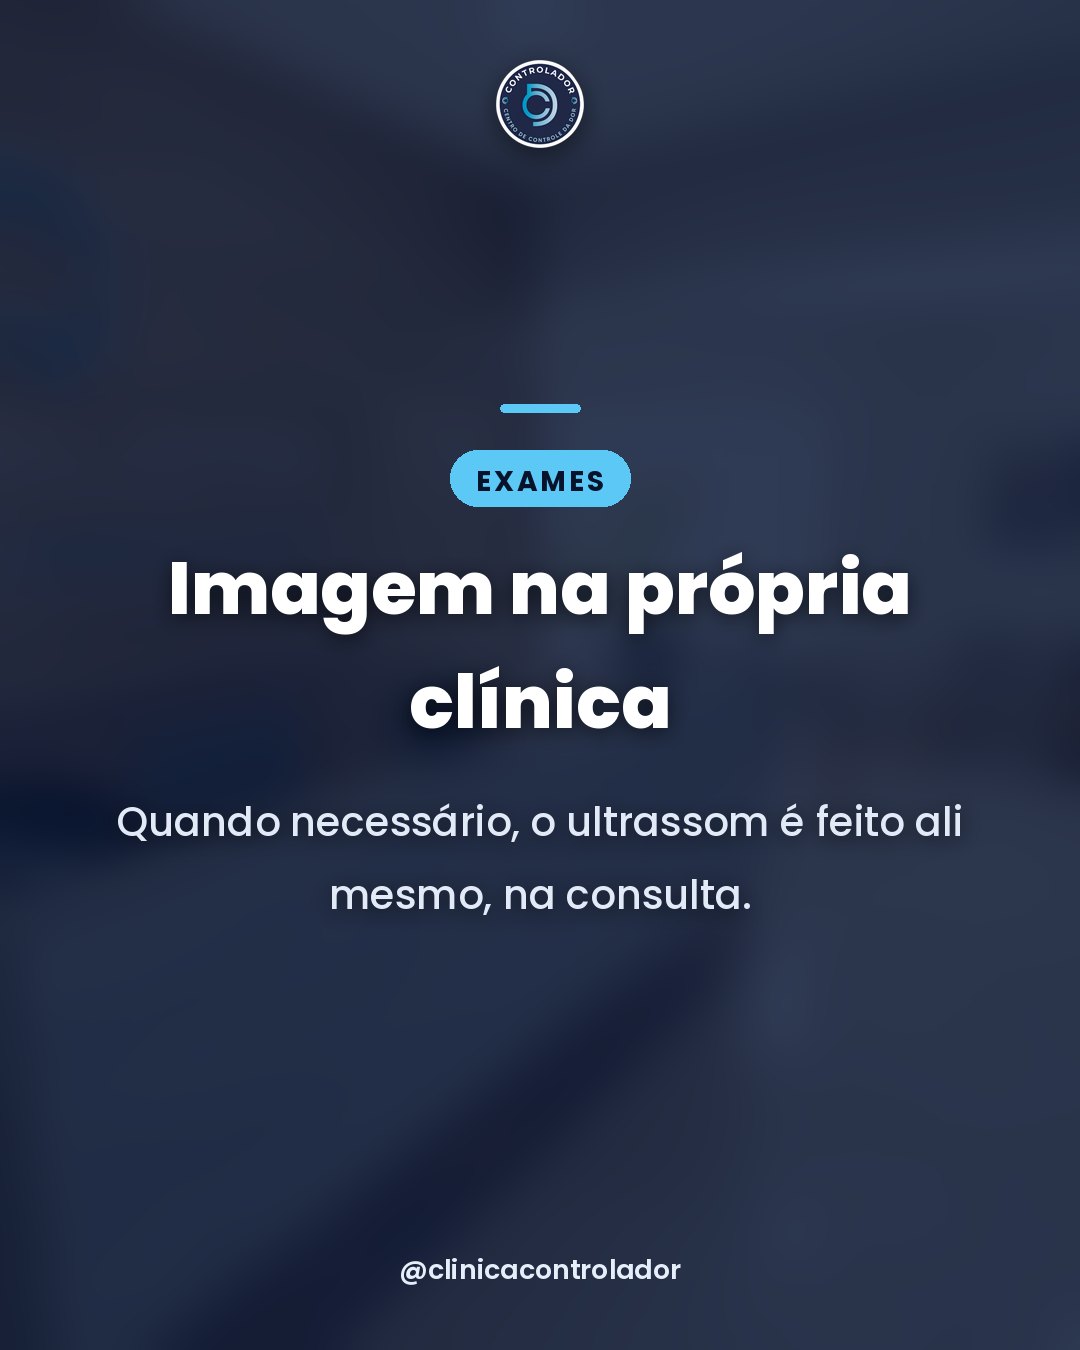 CONTROLADOR
CENTRO DE CONTROLE DA DOR
EXAMES
Imagem na própria
clínica
Quando necessário, o ultrassom é feito ali
mesmo, na consulta.
@clinicacontrolador